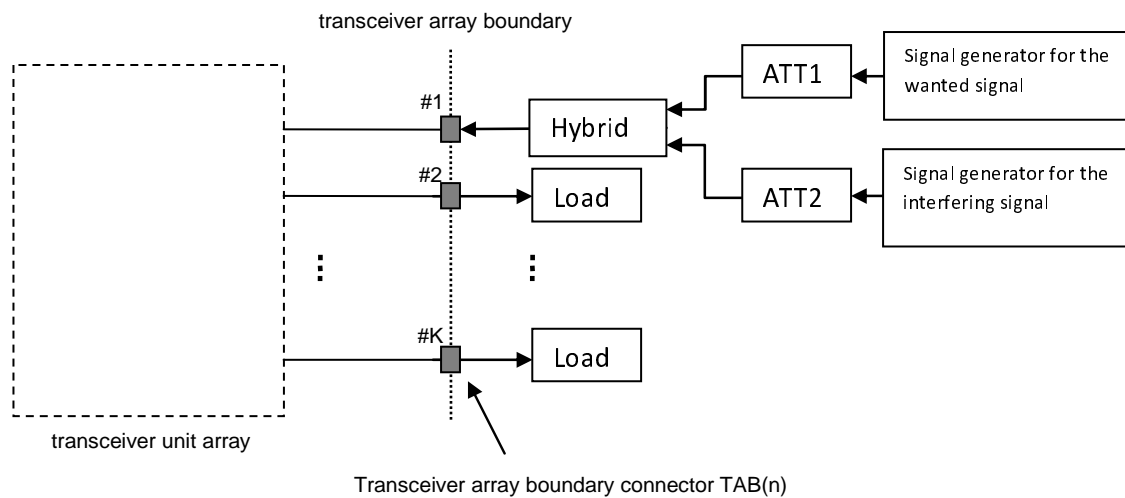 transceiver array boundary
#1
Hybrid
ATT1
Signal generator for the
wanted signal
#2
Load
ATT2
Signal generator for the
interfering signal
#K
Load
transceiver unit array
Transceiver array boundary connector TAB(n)